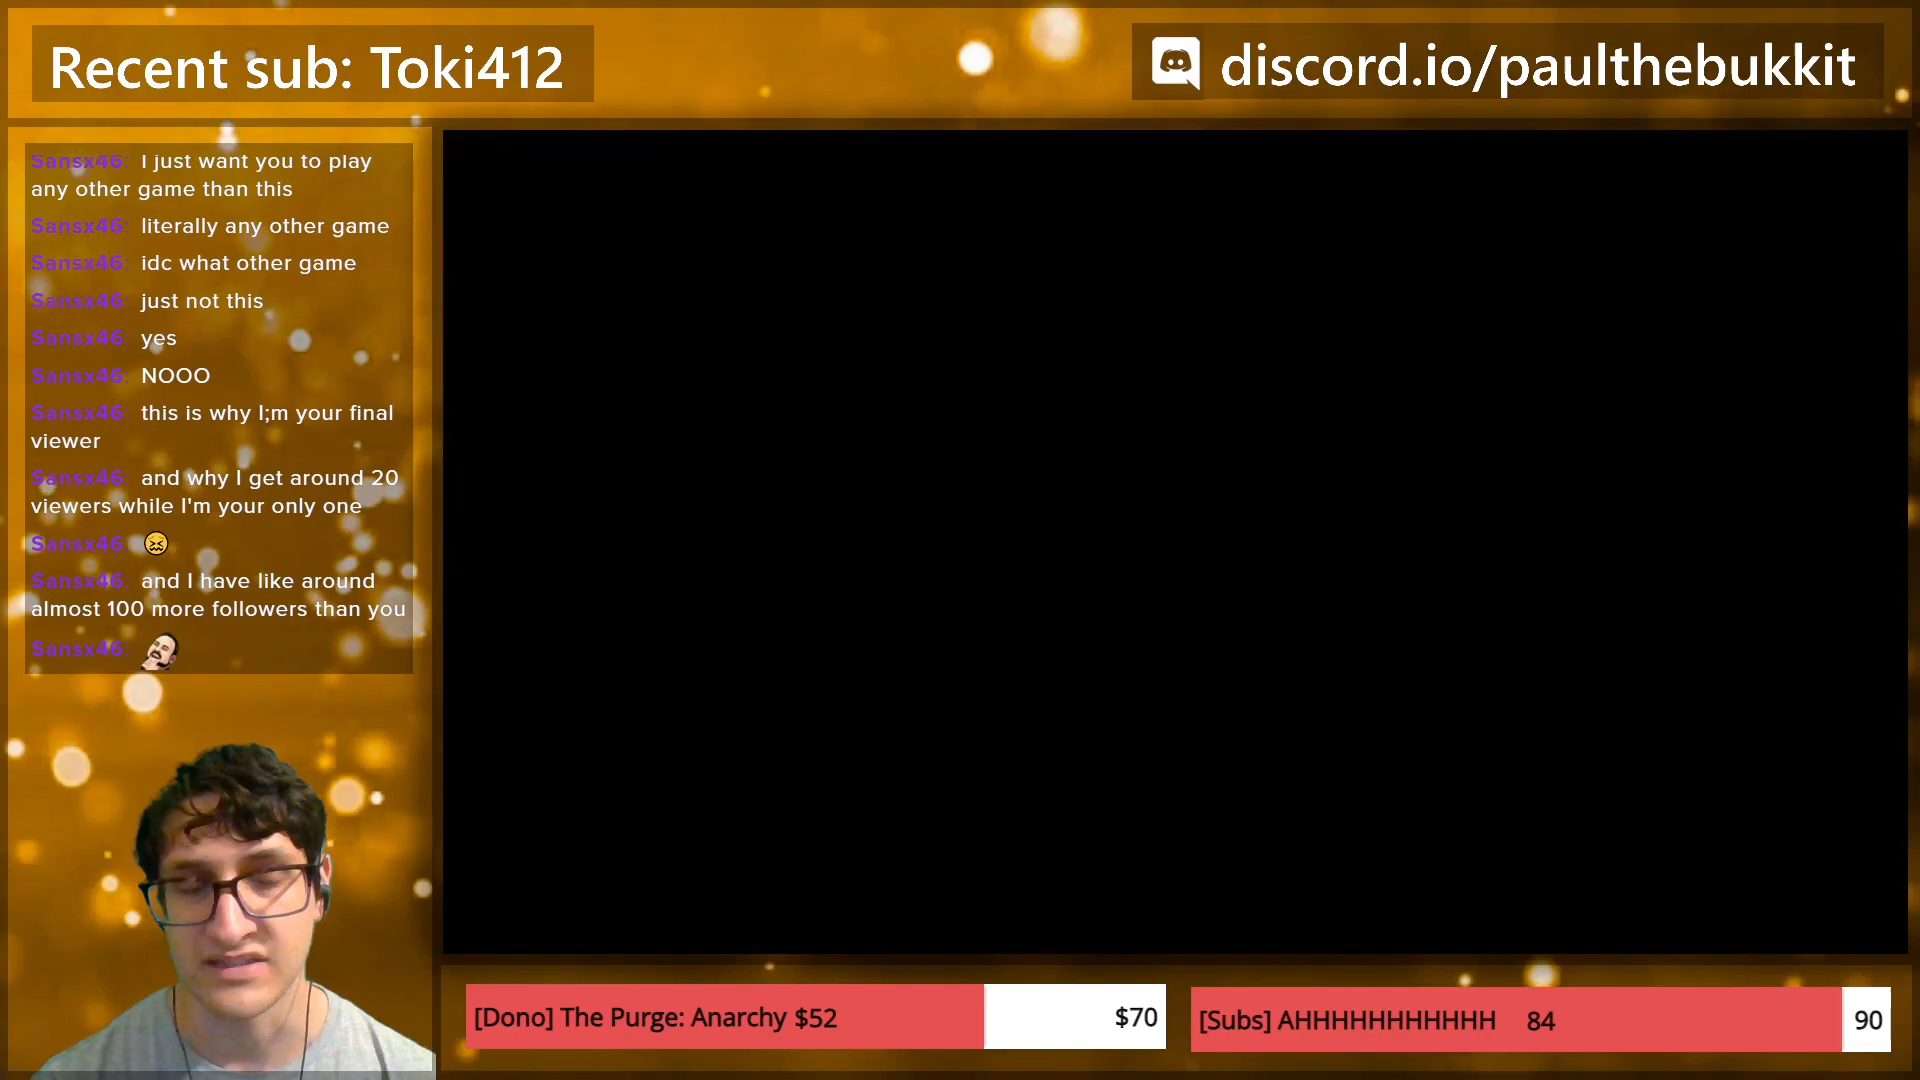 Recent sub: Toki412
discord.io/paulthebukkit
Sansx46: I just want you to play
any other game than this
Sansx46: literally any other game
Sansx46: idc what other game
Sansx46: just not this
Sansx46: yes
Sansx46: NOOO
Sansx46: this is why I;m your final
viewer
Sansx46: and why I get around 20
viewers while I'm your only one
Sansx46:
Sansx46: and I have like around
almost 100 more followers than you
Sansx46:
[Dono] The Purge: Anarchy $52 $70
[Subs] AHHHHHHHHHHH 84 90